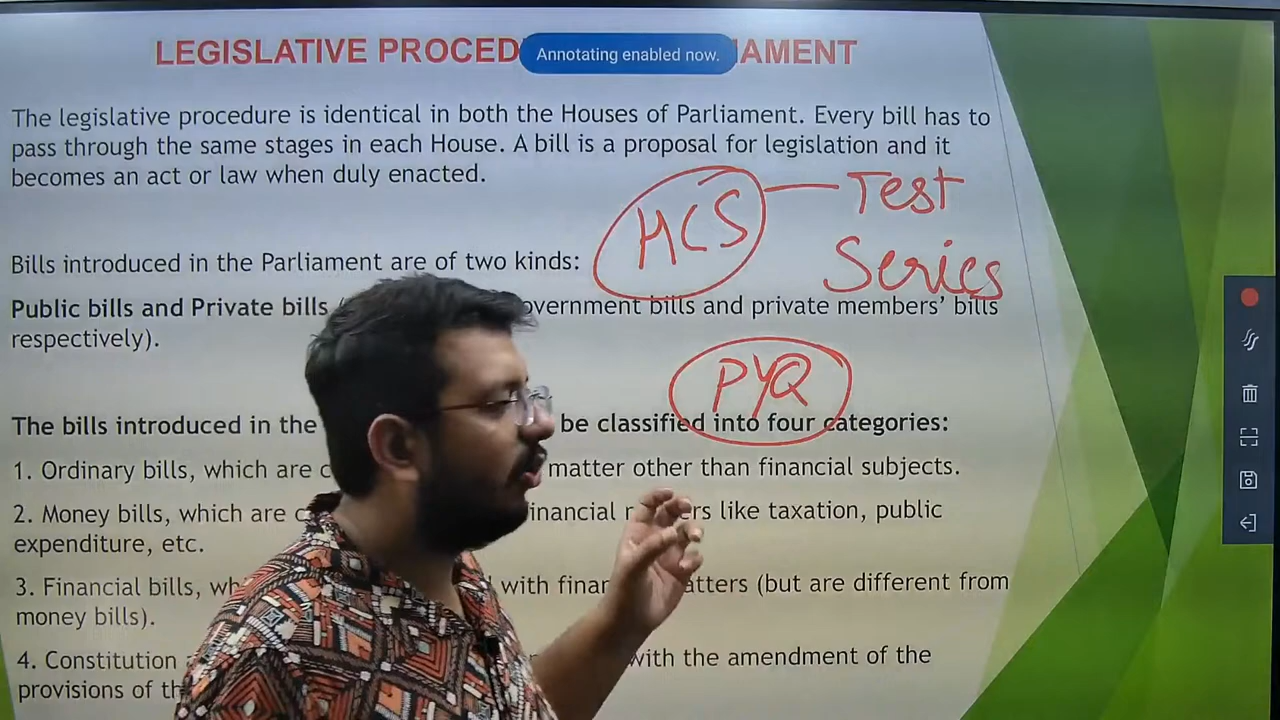 LEGISLATIVE PROCED AMENT
Annotating enabled now.
The legislative procedure is identical in both the Houses of Parliament. Every bill has to
pass through the same stages in each House. A bill is a proposal for legislation and it
becomes an act or law when duly enacted.
HCS — Test
Series
Bills introduced in the Parliament are of two kinds:
Public bills and Private bills overnment bills and private members’ bills
respectively).
PYQ
The bills introduced in the be classified into four categories:
1. Ordinary bills, which are matter other than financial subjects.
2. Money bills, which are inancial like taxation, public
expenditure, etc.
3. Financial bills, with (but are different from
money bills).
4. Constitution with the amendment of the
provisions of